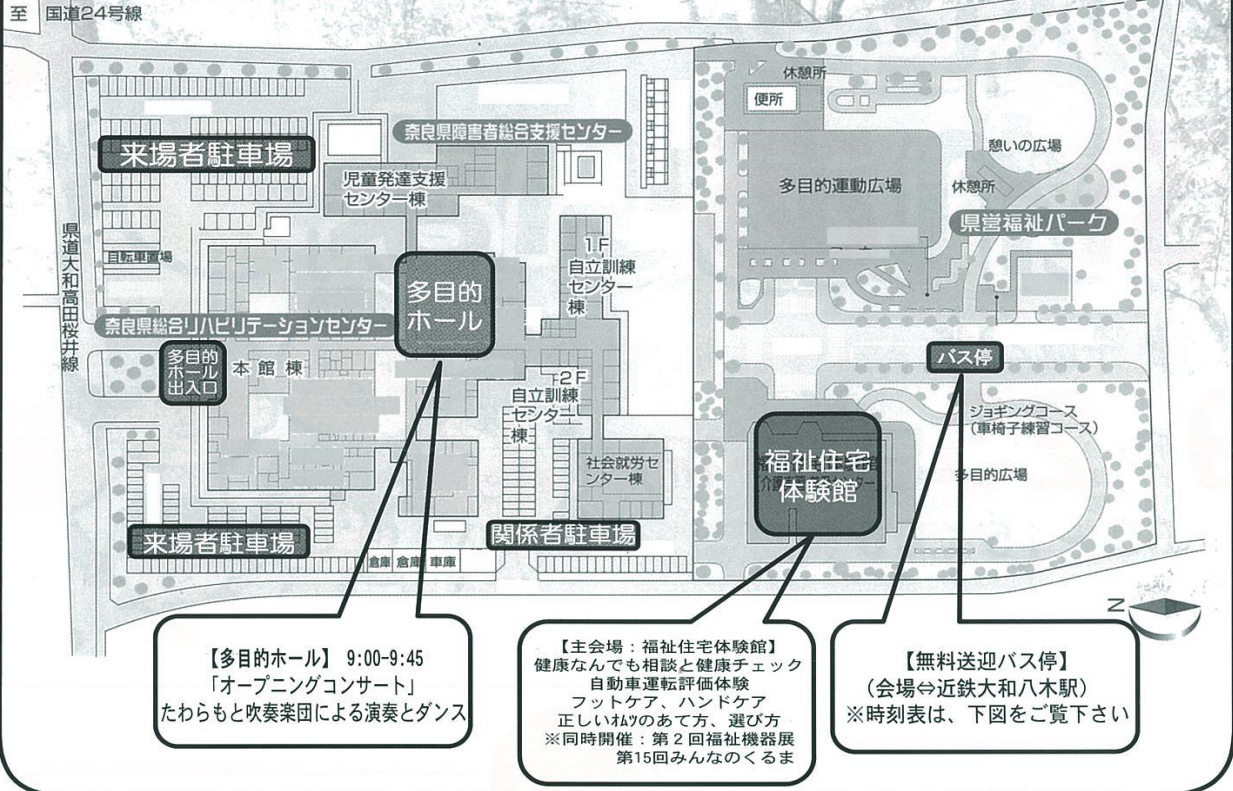 至 国道24号線
休憩所
便所
来場者駐車場
奈良県障害者総合支援センター
憩いの広場
児童発達支援
センター棟
多目的運動広場
休憩所
県営福祉パーク
県道大和高田桜井線
自転車置場
1F
自立訓練
センター
棟
多目的
ホール
奈良県総合リハビリテーションセンター
多目的
ホール
出入口
本館棟
バス停
2F
自立訓練
センター
棟
ジョギングコース
(車椅子練習コース)
福祉住宅
体験館
社会就労セ
ンター棟
多目的広場
来場者駐車場
関係者駐車場
倉庫 倉庫 車庫
N
【多目的ホール】 9:00-9:45
「オープニングコンサート」
たわらもと吹奏楽団による演奏とダンス
【主会場:福祉住宅体験館】
健康なんでも相談と健康チェック
自動車運転評価体験
フットケア、ハンドケア
正しいオムツのあて方、選び方
※同時開催:第2回福祉機器展
第15回みんなのくるま
【無料送迎バス停】
(会場⇔近鉄大和八木駅)
※時刻表は、下図をご覧下さい